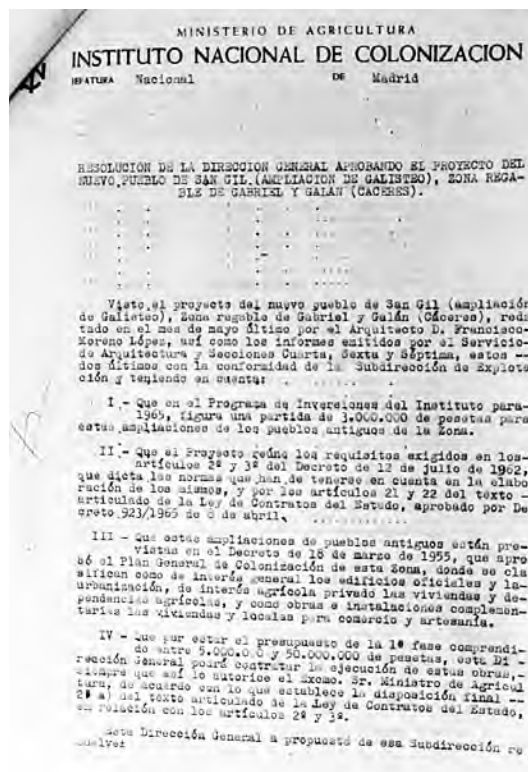 MINISTERIO DE AGRICULTURA
INSTITUTO NACIONAL DE COLONIZACION
JEFATURA Nacional DE Madrid
RESOLUCION DE LA DIRECCION GENERAL APROBANDO EL PROYECTO DEL
NUEVO PUEBLO DE SAN GIL (AMPLIACION DE GALISTEO), ZONA REGA-
BLE DE GABRIEL Y GALAN (CACERES).
Visto el proyecto del nuevo pueblo de San Gil (ampliación
de Galisteo), Zona regable de Gabriel y Galán (Cáceres), redac
tado en el mes de mayo último por el Arquitecto D. Francisco-
Moreno López, así como los informes emitidos por el Servicio-
de Arquitectura y Secciones Cuarta, Sexta y Séptima, estos --
dos últimos con la conformidad de la Subdirección de Explota
ción y teniendo en cuenta:
I - Que en el Programa de Inversiones del Instituto para-
1965, figura una partida de 3.000.000 de pesetas para
estas ampliaciones de los pueblos antiguos de la Zona.
II - Que el Proyecto reúne los requisitos exigidos en los-
artículos 2º y 3º del Decreto de 12 de julio de 1962,
que dicta las normas que han de tenerse en cuenta en la elabo
ración de los mismos, y por los artículos 21 y 22 del texto -
articulado de la Ley de Contratos del Estado, aprobado por De
creto 923/1965 de 8 de abril.
III - Que estas ampliaciones de pueblos antiguos están pre-
vistas en el Decreto de 18 de marzo de 1955, que apro
bó el Plan General de Colonización de esta Zona, donde se cla
sifican como de interés general los edificios oficiales y la-
urbanización, de interés agrícola privado las viviendas y de-
pendencias agrícolas, y como obras e instalaciones complemen-
tarias las viviendas y locales para comercio y artesanía.
IV - Que por estar el presupuesto de la 1ª fase comprendi-
do entre 5.000.000 y 50.000.000 de pesetas, esta Di -
rección General podrá contratar la ejecución de estas obras,-
siempre que así lo autorice el Excmo. Sr. Ministro de Agricul
tura, de acuerdo con lo que establece la disposición final --
2ª a) del texto articulado de la Ley de Contratos del Estado,
en relación con los artículos 2º y 3º.
Esta Dirección General a propuesta de esa Subdirección re
suelve: